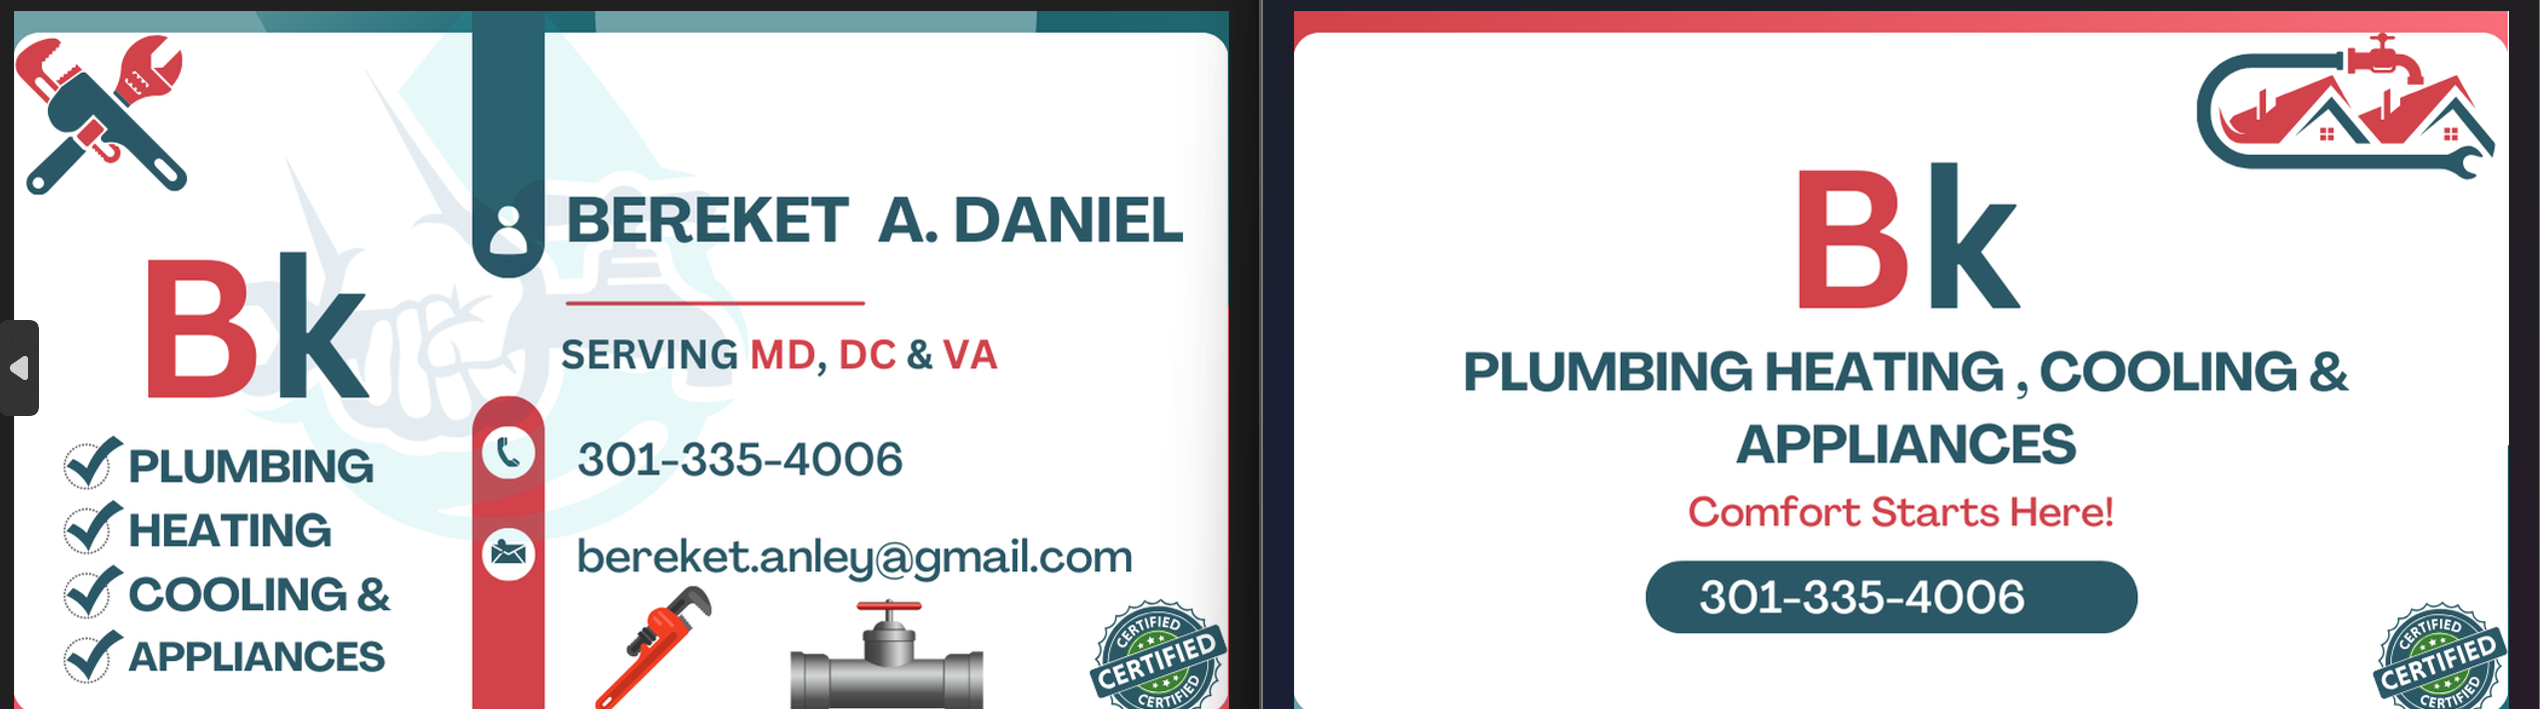 Bk
PLUMBING
HEATING
COOLING &
APPLIANCES
BEREKET A. DANIEL
SERVING MD, DC & VA
301-335-4006
bereket.anley@gmail.com
CERTIFIED
CERTIFIED
CERTIFIED
Bk
PLUMBING HEATING , COOLING &
APPLIANCES
Comfort Starts Here!
301-335-4006
CERTIFIED
CERTIFIED
CERTIFIED